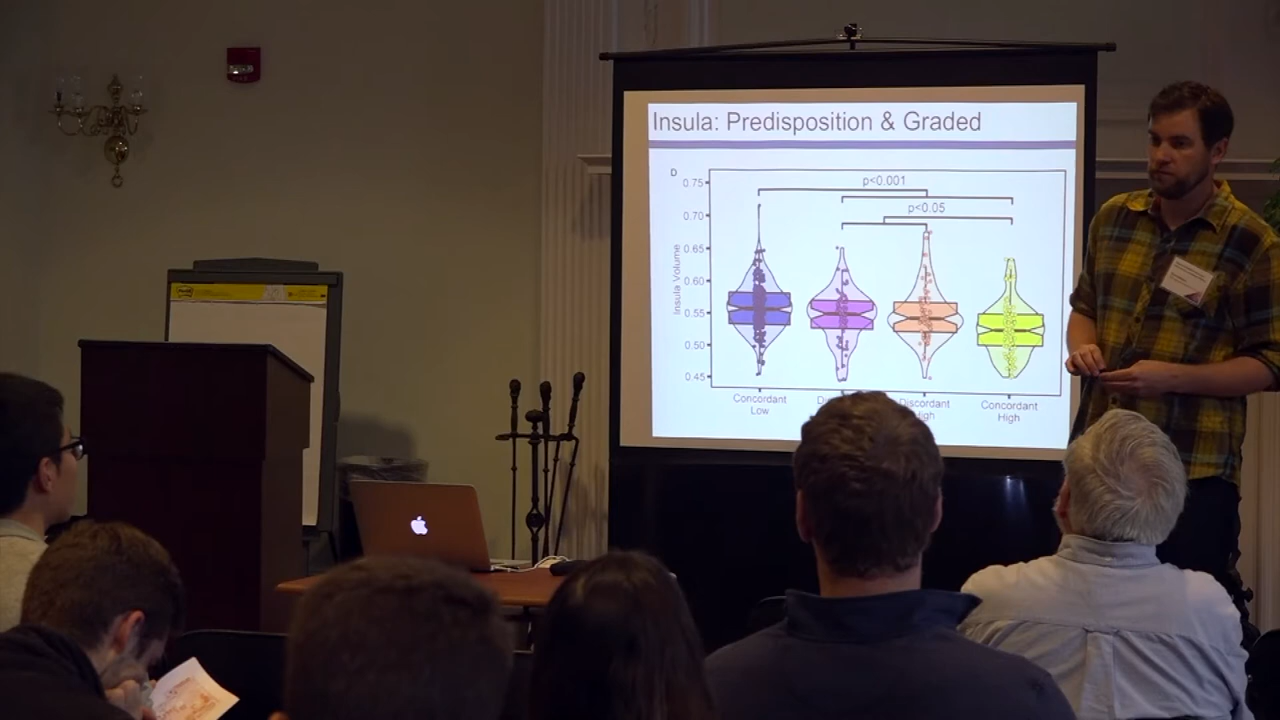 Insula: Predisposition & Graded
D
p<0.001
p<0.05
0.75
0.70
0.65
0.60
0.55
0.50
0.45
Insula Volume
Concordant
Low
Discordant
Concordant
High